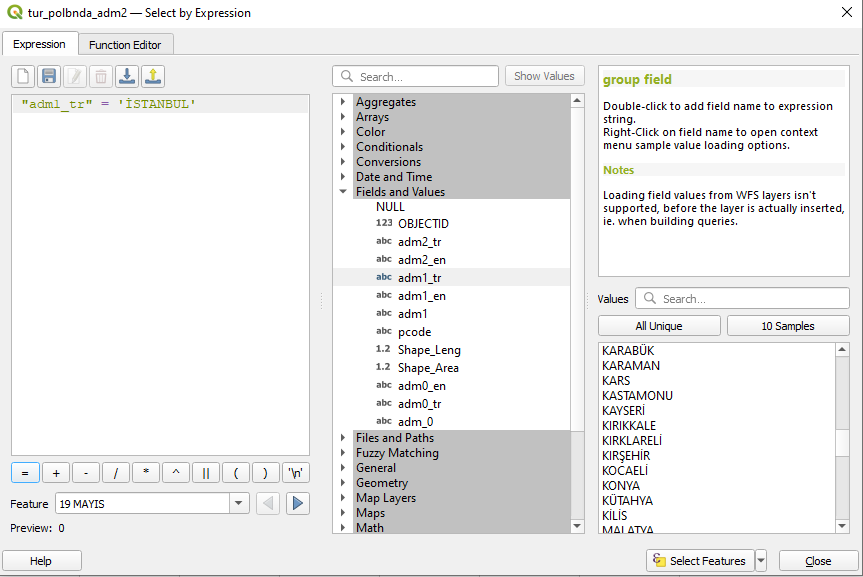 tur_polbnda_adm2 — Select by Expression
Expression
Function Editor
"adm1_tr" = 'İSTANBUL'
= + - / * ^ || ( ) '\n'
Feature 19 MAYIS
Preview: 0
Help
Search...
Show Values
Aggregates
Arrays
Color
Conditionals
Conversions
Date and Time
Fields and Values
NULL
123 OBJECTID
abc adm2_tr
abc adm2_en
abc adm1_tr
abc adm1_en
abc adm1
abc pcode
1.2 Shape_Leng
1.2 Shape_Area
abc adm0_en
abc adm0_tr
abc adm_0
Files and Paths
Fuzzy Matching
General
Geometry
Map Layers
Maps
Math
group field
Double-click to add field name to expression
string.
Right-Click on field name to open context
menu sample value loading options.
Notes
Loading field values from WFS layers isn't
supported, before the layer is actually inserted,
ie. when building queries.
Values Search...
All Unique
10 Samples
KARABÜK
KARAMAN
KARS
KASTAMONU
KAYSERİ
KIRIKKALE
KIRKLARELİ
KIRŞEHİR
KOCAELİ
KONYA
KÜTAHYA
KİLİS
MALATYA
Select Features
Close